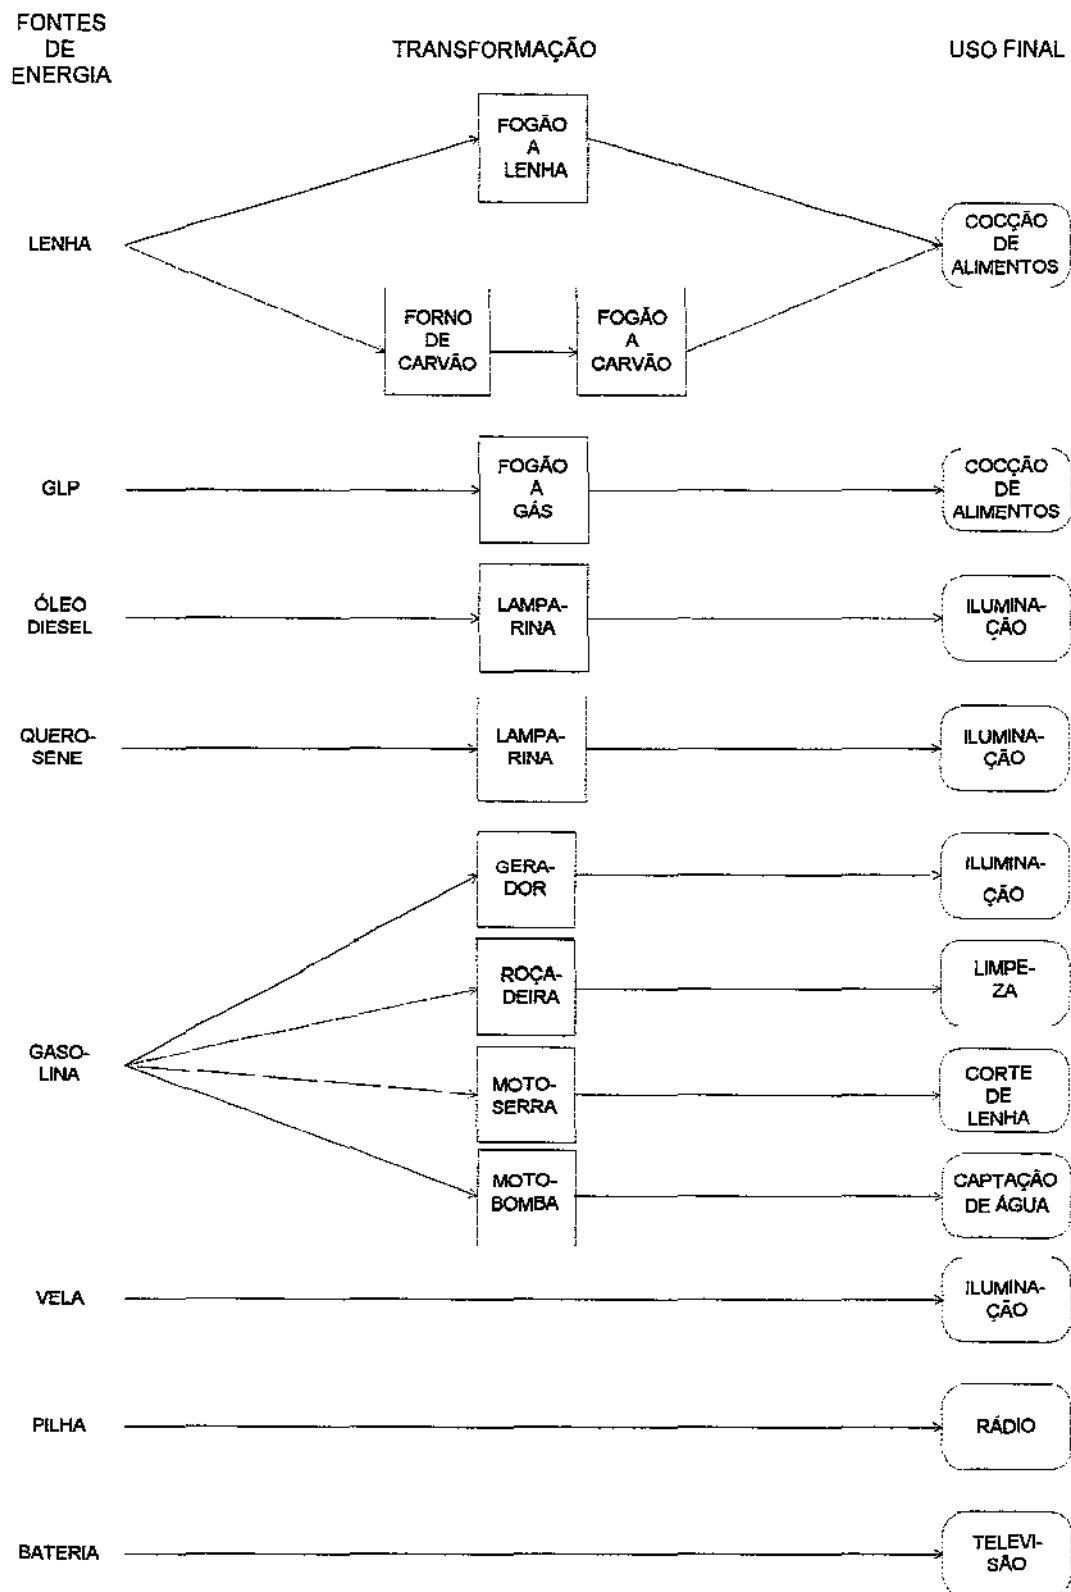 FONTES
DE
ENERGIA
TRANSFORMAÇÃO
USO FINAL
FOGÃO
A
LENHA
LENHA
COCÇÃO
DE
ALIMENTOS
FORNO
DE
CARVÃO
FOGÃO
A
CARVÃO
GLP
FOGÃO
A
GÁS
COCÇÃO
DE
ALIMENTOS
ÓLEO
DIESEL
LAMPA-
RINA
ILUMINA-
ÇÃO
QUERO-
SENE
LAMPA-
RINA
ILUMINA-
ÇÃO
GASO-
LINA
GERA-
DOR
ILUMINA-
ÇÃO
ROÇA-
DEIRA
LIMPE-
ZA
MOTO-
SERRA
CORTE
DE
LENHA
MOTO-
BOMBA
CAPTAÇÃO
DE ÁGUA
VELA
ILUMINA-
ÇÃO
PILHA
RÁDIO
BATERIA
TELEVI-
SÃO